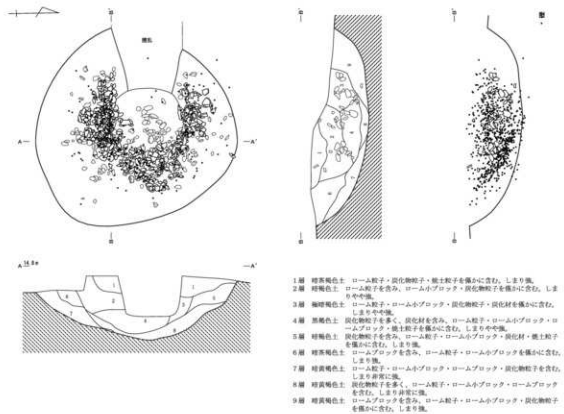 B'
B'
B'
撹乱
A
A'
B
B
B
A 14.8m
A'
1層 暗茶褐色土 ローム粒子・炭化物粒子・焼土粒子を僅かに含む。しまり強。
2層 暗褐色土 ローム粒子を含み、ローム小ブロック・炭化物粒子を僅かに含む。しま
りやや強。
3層 極暗褐色土 ローム粒子・ローム小ブロック・炭化物粒子・炭化材を僅かに含む。
しまりやや強。
4層 黒褐色土 炭化物粒子を多く、炭化材を含み、ローム粒子・ローム小ブロック・ロ
ームブロック・焼土粒子を僅かに含む。しまりやや強。
5層 暗褐色土 炭化物粒子を含み、ローム粒子・ローム小ブロック・炭化材・焼土粒子
を僅かに含む。しまり強。
6層 暗茶褐色土 ロームブロックを含み、ローム粒子・ローム小ブロックを僅かに含む。
しまり強。
7層 暗黄褐色土 ローム粒子・ローム小ブロック・ロームブロック・炭化物粒子を含む。
しまり非常に強。
8層 暗黄褐色土 炭化物粒子を多く、ローム粒子・ローム小ブロック・ロームブロック
を含む。しまり非常に強。
9層 暗黄褐色土 ロームブロックを含み、ローム粒子・ローム小ブロック・炭化物粒子
を僅かに含む。しまり強。